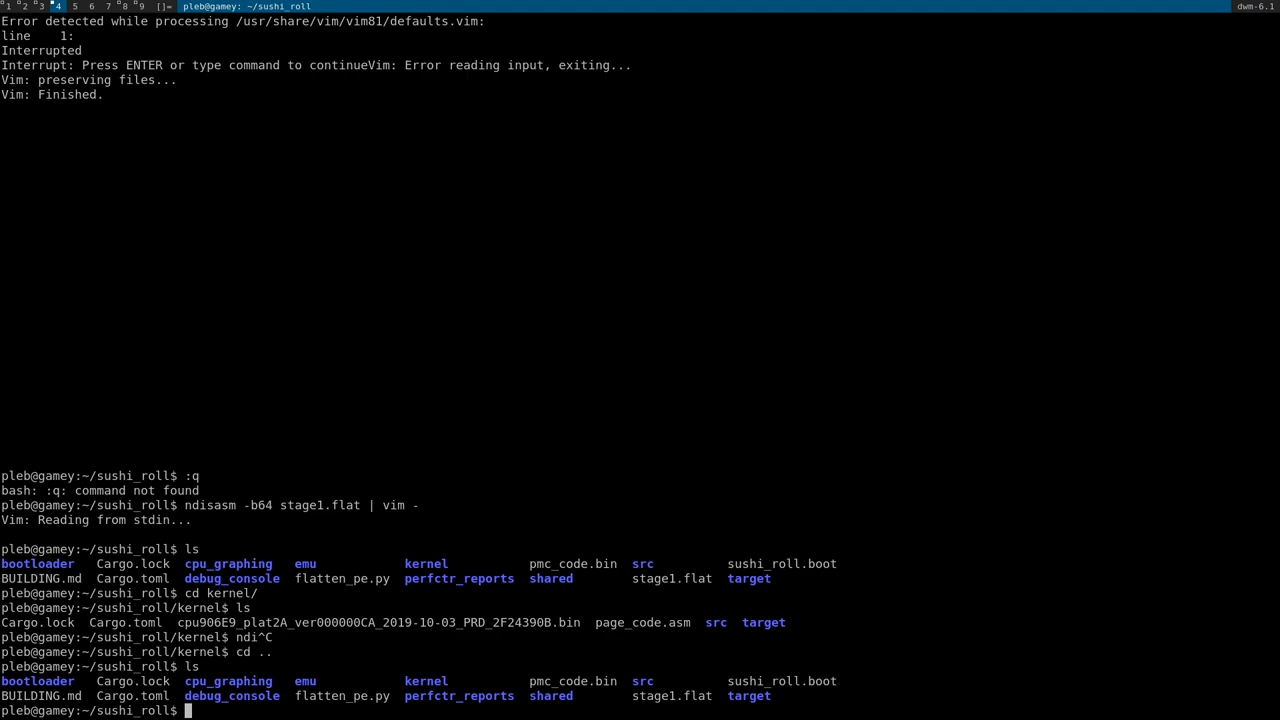 1 2 3 4 5 6 7 8 9 []= pleb@gamey: ~/sushi_roll dwm-6.1
Error detected while processing /usr/share/vim/vim81/defaults.vim:
line    1:
Interrupted
Interrupt: Press ENTER or type command to continueVim: Error reading input, exiting...
Vim: preserving files...
Vim: Finished.
pleb@gamey:~/sushi_roll$ :q
bash: :q: command not found
pleb@gamey:~/sushi_roll$ ndisasm -b64 stage1.flat | vim -
Vim: Reading from stdin...
pleb@gamey:~/sushi_roll$ ls
bootloader   Cargo.lock  cpu_graphing   emu            kernel           pmc_code.bin  src          sushi_roll.boot
BUILDING.md  Cargo.toml  debug_console  flatten_pe.py  perfctr_reports  shared        stage1.flat  target
pleb@gamey:~/sushi_roll$ cd kernel/
pleb@gamey:~/sushi_roll/kernel$ ls
Cargo.lock  Cargo.toml  cpu906E9_plat2A_ver000000CA_2019-10-03_PRD_2F24390B.bin  page_code.asm  src  target
pleb@gamey:~/sushi_roll/kernel$ ndi^C
pleb@gamey:~/sushi_roll/kernel$ cd ..
pleb@gamey:~/sushi_roll$ ls
bootloader   Cargo.lock  cpu_graphing   emu            kernel           pmc_code.bin  src          sushi_roll.boot
BUILDING.md  Cargo.toml  debug_console  flatten_pe.py  perfctr_reports  shared        stage1.flat  target
pleb@gamey:~/sushi_roll$